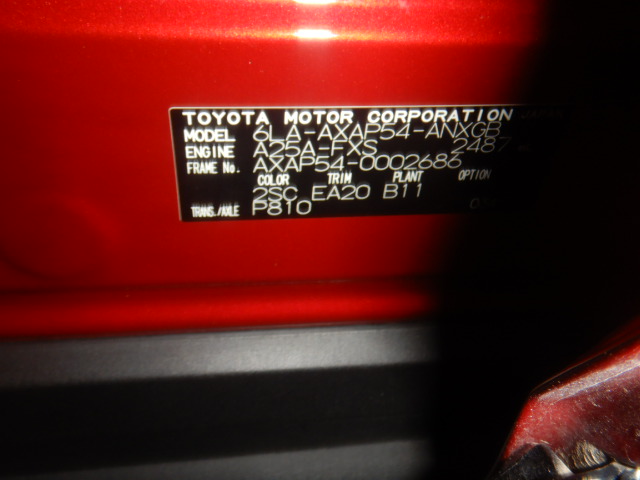 TOYOTA MOTOR CORPORATION JAPAN
MODEL 6LA-AXAP54-ANXGB
ENGINE A25A-FXS 2487
FRAME No. AXAP54-0002686
COLOR TRIM PLANT OPTION
2SC EA20 B11
TRANS./AXLE P810